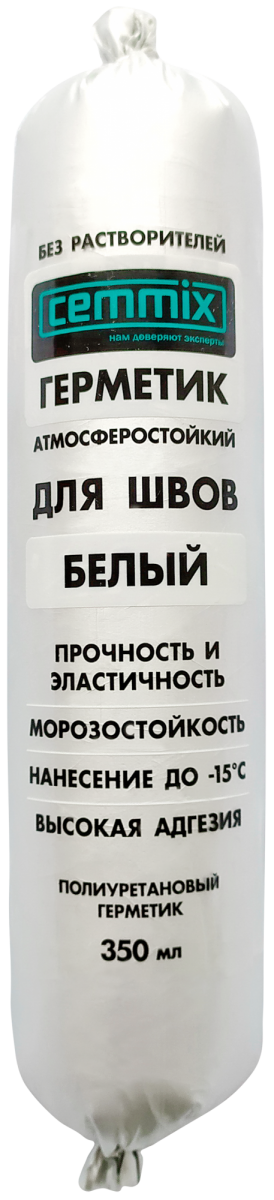 БЕЗ РАСТВОРИТЕЛЕЙ
cemmix
нам доверяют эксперты
ГЕРМЕТИК
АТМОСФЕРОСТОЙКИЙ
ДЛЯ ШВОВ
БЕЛЫЙ
ПРОЧНОСТЬ И
ЭЛАСТИЧНОСТЬ
МОРОЗОСТОЙКОСТЬ
НАНЕСЕНИЕ ДО -15°С
ВЫСОКАЯ АДГЕЗИЯ
ПОЛИУРЕТАНОВЫЙ
ГЕРМЕТИК
350 мл